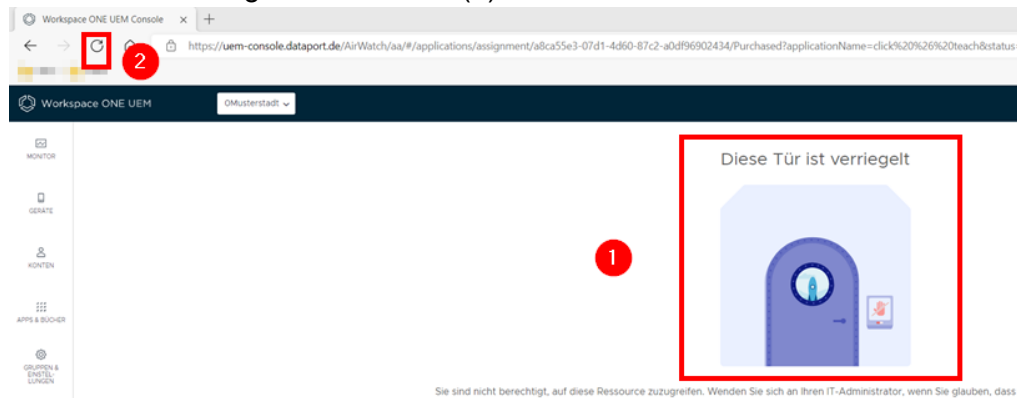 Workspace ONE UEM Console
https://uem-console.dataport.de/AirWatch/aa/#/applications/assignment/a8ca55e3-07d1-4d60-87c2-a0df96902434/Purchased?applicationName=click%20%26%20teach&status=
2
Workspace ONE UEM
0Musterstadt
MONITOR
Diese Tür ist verriegelt
GERÄTE
1
KONTEN
APPS & BÜCHER
GRUPPEN &
EINSTEL-
LUNGEN
Sie sind nicht berechtigt, auf diese Ressource zuzugreifen. Wenden Sie sich an Ihren IT-Administrator, wenn Sie glauben, dass